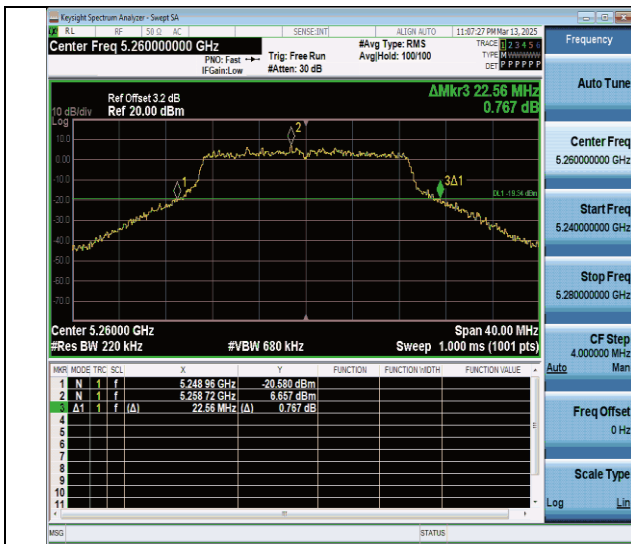 Keysight Spectrum Analyzer - Swept SA
RL RF 50 Ω AC SENSE:INT ALIGN AUTO 11:07:27 PM Mar 13, 2025
Center Freq 5.260000000 GHz
PNO: Fast
IFGain:Low
Trig: Free Run
#Atten: 30 dB
#Avg Type: RMS
Avg|Hold: 100/100
TRACE 1 2 3 4 5 6
TYPE M W W W W W
DET P P P P P P
Ref Offset 3.2 dB
Ref 20.00 dBm
10 dB/div
Log
ΔMkr3 22.56 MHz
0.767 dB
10.0
0.00
-10.0
-20.0
-30.0
-40.0
-50.0
-60.0
-70.0
1
2
3Δ1
DL1 -19.34 dBm
Center 5.26000 GHz
#Res BW 220 kHz
#VBW 680 kHz
Span 40.00 MHz
Sweep 1.000 ms (1001 pts)
MKR MODE TRC SCL X Y FUNCTION FUNCTION WIDTH FUNCTION VALUE
1 N 1 f 5.248 96 GHz -20.580 dBm
2 N 1 f 5.258 72 GHz 6.657 dBm
3 Δ1 1 f (Δ) 22.56 MHz (Δ) 0.767 dB
4
5
6
7
8
9
10
11
MSG STATUS
Frequency
Auto Tune
Center Freq
5.260000000 GHz
Start Freq
5.240000000 GHz
Stop Freq
5.280000000 GHz
CF Step
4.000000 MHz
Auto Man
Freq Offset
0 Hz
Scale Type
Log Lin